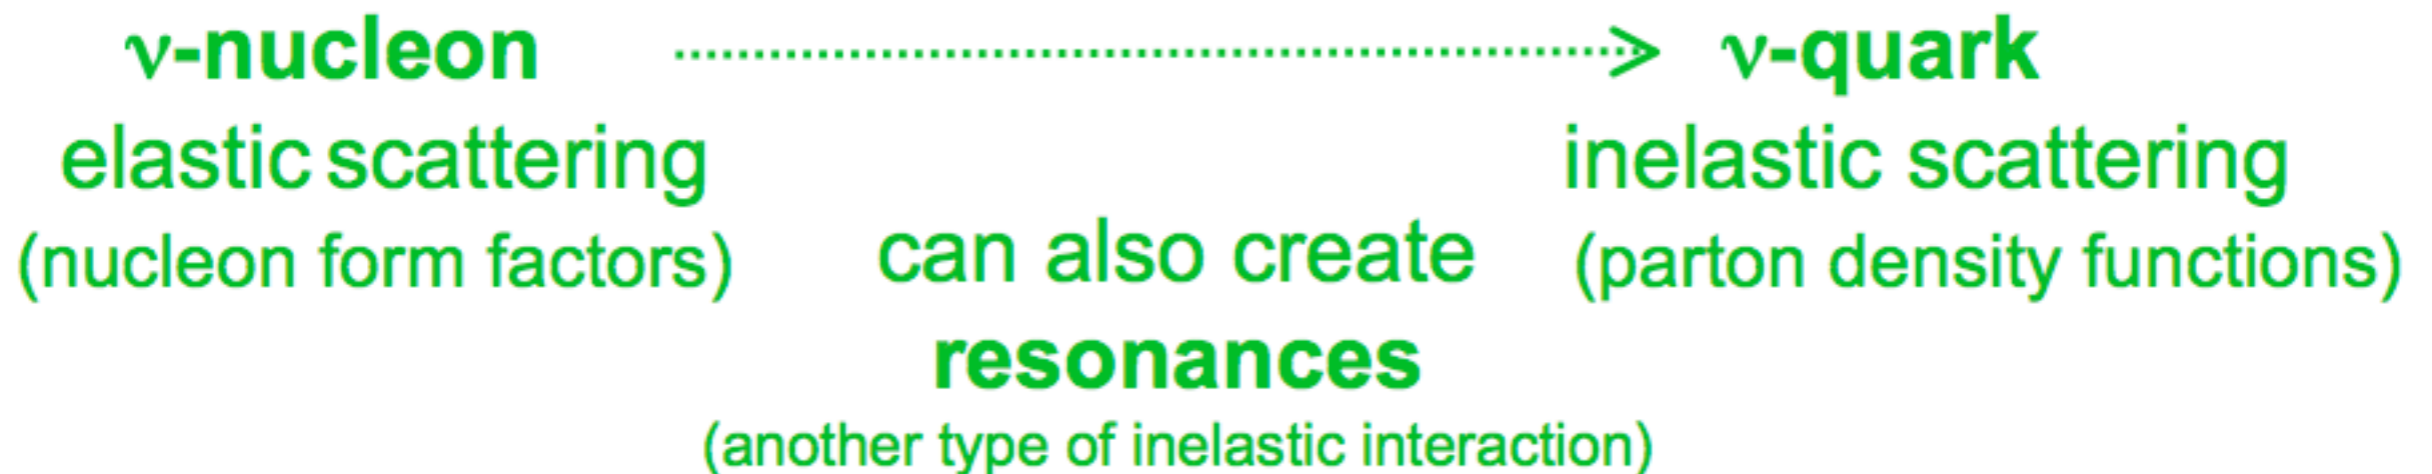 ν-nucleon ν-quark
elastic scattering inelastic scattering
(nucleon form factors) can also create (parton density functions)
resonances
(another type of inelastic interaction)